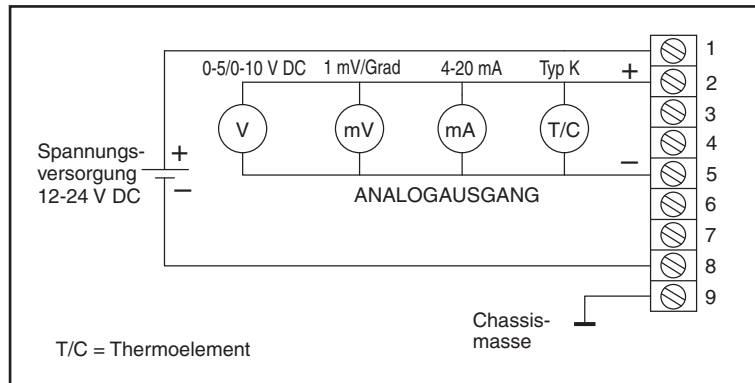 0-5/0-10 V DC 1 mV/Grad 4-20 mA Typ K
+
V mV mA T/C
−
Spannungs-
versorgung
12-24 V DC
+
−
ANALOGAUSGANG
1
2
3
4
5
6
7
8
9
Chassis-
masse
T/C = Thermoelement